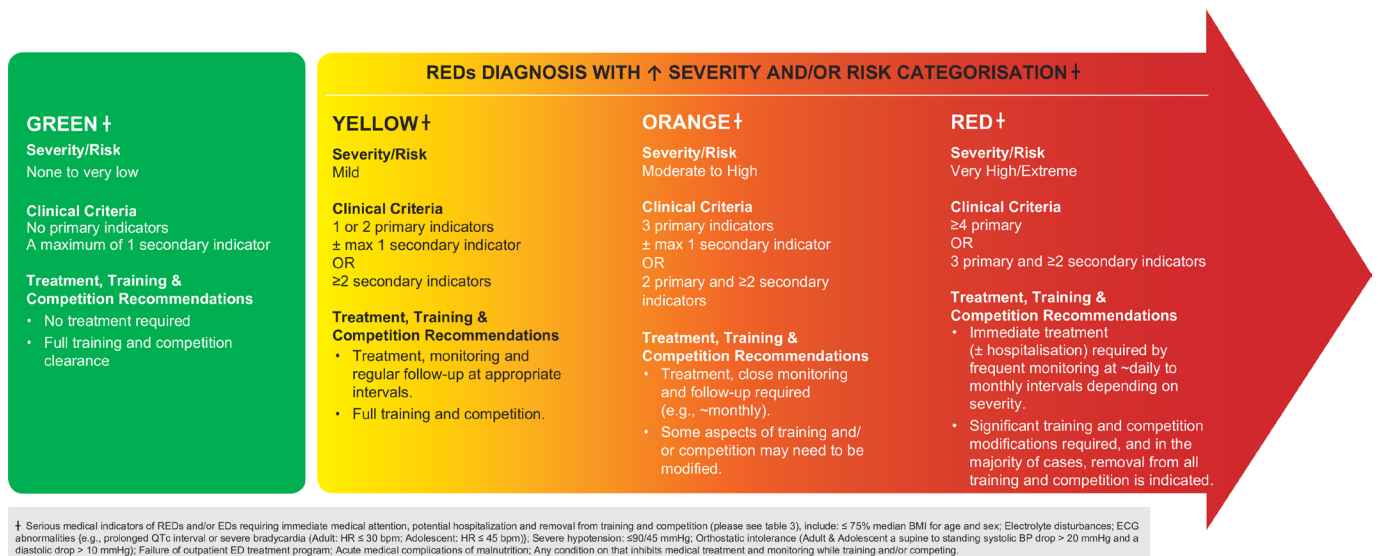 REDs DIAGNOSIS WITH ↑ SEVERITY AND/OR RISK CATEGORISATION⸸
GREEN⸸
Severity/Risk
None to very low
Clinical Criteria
No primary indicators
A maximum of 1 secondary indicator
Treatment, Training &
Competition Recommendations
• No treatment required
• Full training and competition
clearance
YELLOW⸸
Severity/Risk
Mild
Clinical Criteria
1 or 2 primary indicators
± max 1 secondary indicator
OR
≥2 secondary indicators
Treatment, Training &
Competition Recommendations
• Treatment, monitoring and
regular follow-up at appropriate
intervals.
• Full training and competition.
ORANGE⸸
Severity/Risk
Moderate to High
Clinical Criteria
3 primary indicators
± max 1 secondary indicator
OR
2 primary and ≥2 secondary
indicators
Treatment, Training &
Competition Recommendations
• Treatment, close monitoring
and follow-up required
(e.g., ~monthly).
• Some aspects of training and/
or competition may need to be
modified.
RED⸸
Severity/Risk
Very High/Extreme
Clinical Criteria
≥4 primary
OR
3 primary and ≥2 secondary indicators
Treatment, Training &
Competition Recommendations
• Immediate treatment
(± hospitalisation) required by
frequent monitoring at ~daily to
monthly intervals depending on
severity.
• Significant training and competition
modifications required, and in the
majority of cases, removal from all
training and competition is indicated.
⸸ Serious medical indicators of REDs and/or EDs requiring immediate medical attention, potential hospitalization and removal from training and competition (please see table 3), include: ≤ 75% median BMI for age and sex; Electrolyte disturbances; ECG
abnormalities {e.g., prolonged QTc interval or severe bradycardia (Adult: HR ≤ 30 bpm; Adolescent: HR ≤ 45 bpm)}; Severe hypotension: ≤90/45 mmHg; Orthostatic intolerance (Adult & Adolescent a supine to standing systolic BP drop > 20 mmHg and a
diastolic drop > 10 mmHg); Failure of outpatient ED treatment program; Acute medical complications of malnutrition; Any condition on that inhibits medical treatment and monitoring while training and/or competing.